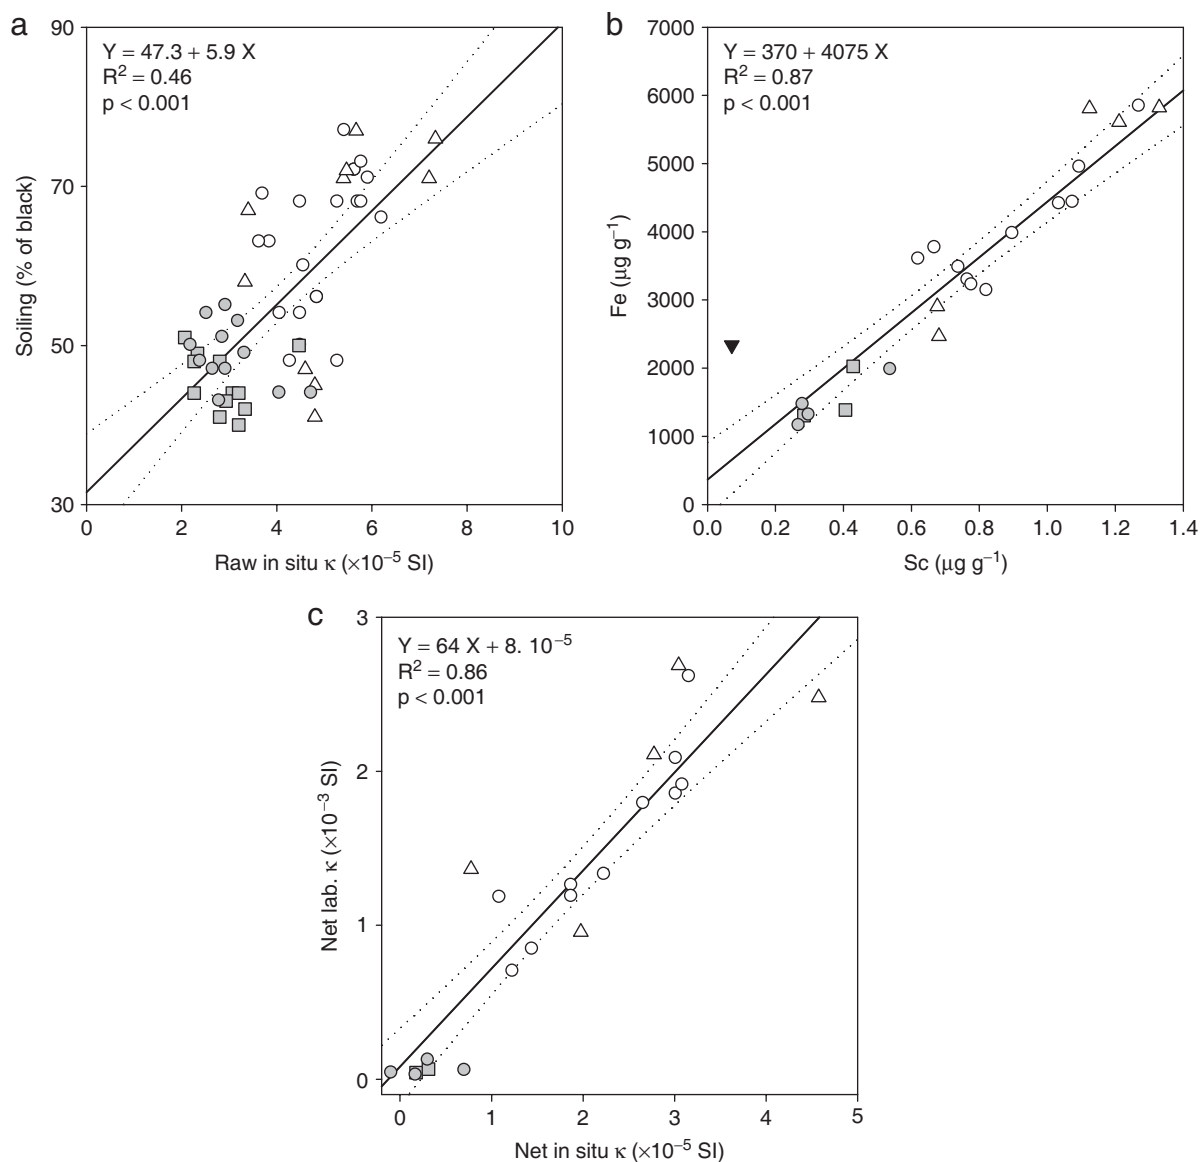 a
Y = 47.3 + 5.9 X
R² = 0.46
p < 0.001
90
70
50
30
Soiling (% of black)
0 2 4 6 8 10
Raw in situ κ (×10⁻⁵ SI)
b
Y = 370 + 4075 X
R² = 0.87
p < 0.001
7000
6000
5000
4000
3000
2000
1000
0
Fe (μg g⁻¹)
0.0 0.2 0.4 0.6 0.8 1.0 1.2 1.4
Sc (μg g⁻¹)
c
Y = 64 X + 8. 10⁻⁵
R² = 0.86
p < 0.001
3
2
1
0
Net lab. κ (×10⁻³ SI)
0 1 2 3 4 5
Net in situ κ (×10⁻⁵ SI)